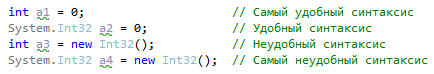 int a1 = 0; // Самый удобный синтаксис
System.Int32 a2 = 0; // Удобный синтаксис
int a3 = new Int32(); // Неудобный синтаксис
System.Int32 a4 = new Int32(); // Самый неудобный синтаксис